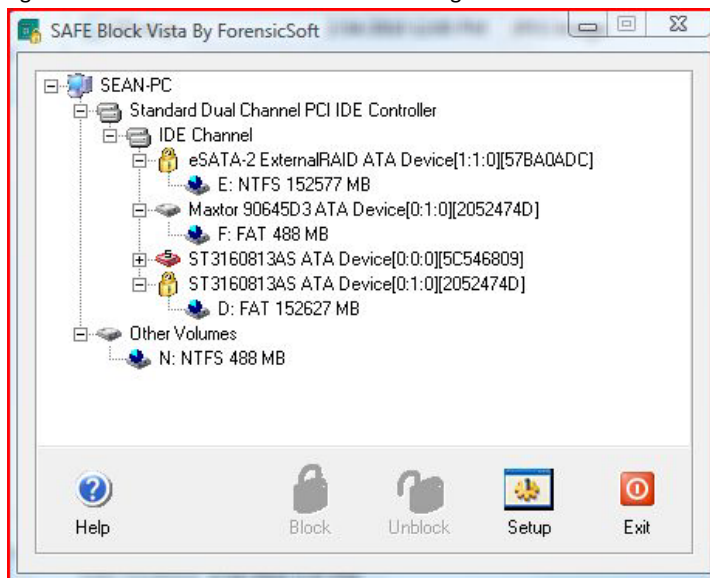 SAFE Block Vista By ForensicSoft
SEAN-PC
Standard Dual Channel PCI IDE Controller
IDE Channel
eSATA-2 ExternalRAID ATA Device[1:1:0][57BA0ADC]
E: NTFS 152577 MB
Maxtor 90645D3 ATA Device[0:1:0][2052474D]
F: FAT 488 MB
ST3160813AS ATA Device[0:0:0][5C546809]
ST3160813AS ATA Device[0:1:0][2052474D]
D: FAT 152627 MB
Other Volumes
N: NTFS 488 MB
Help Block Unblock Setup Exit